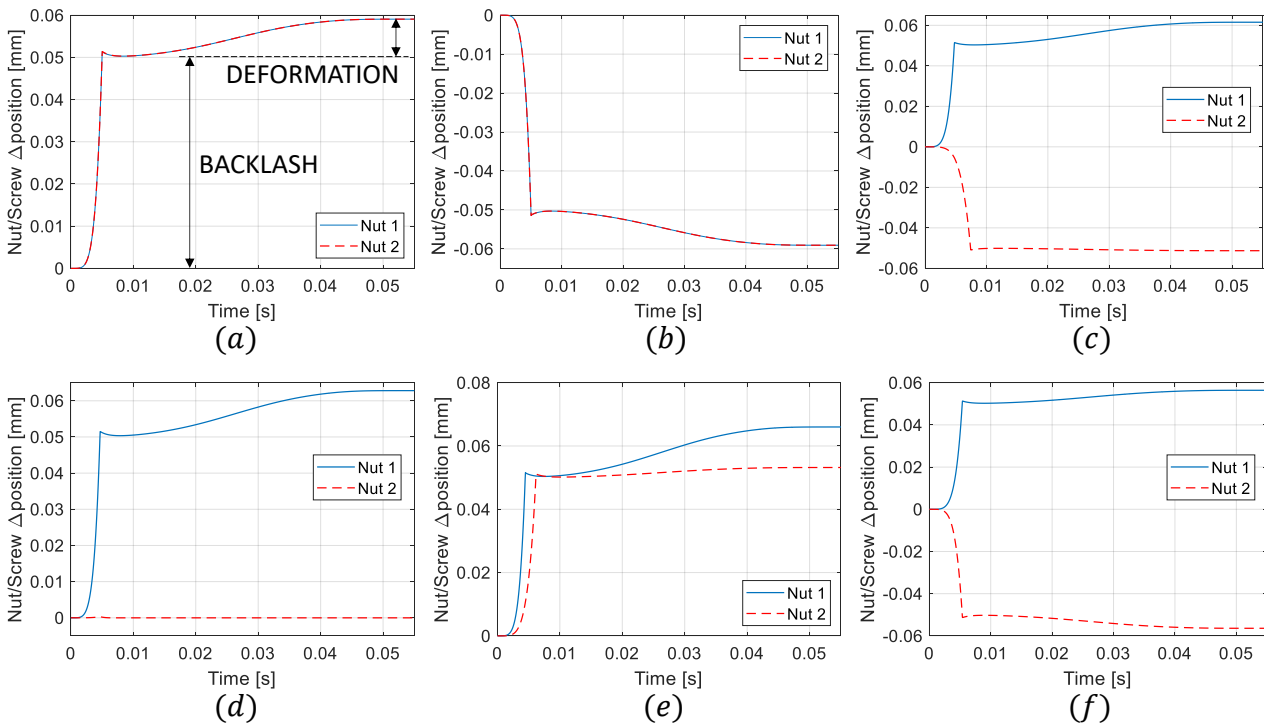 Nut/Screw Δposition [mm]
0.06
0.05
0.04
0.03
0.02
0.01
0
DEFORMATION
BACKLASH
Nut 1
Nut 2
0 0.01 0.02 0.03 0.04 0.05
Time [s]
(a)
Nut/Screw Δposition [mm]
0
-0.01
-0.02
-0.03
-0.04
-0.05
-0.06
Nut 1
Nut 2
0 0.01 0.02 0.03 0.04 0.05
Time [s]
(b)
Nut/Screw Δposition [mm]
0.06
0.04
0.02
0
-0.02
-0.04
-0.06
Nut 1
Nut 2
0 0.01 0.02 0.03 0.04 0.05
Time [s]
(c)
Nut/Screw Δposition [mm]
0.06
0.05
0.04
0.03
0.02
0.01
0
Nut 1
Nut 2
0 0.01 0.02 0.03 0.04 0.05
Time [s]
(d)
Nut/Screw Δposition [mm]
0.08
0.06
0.04
0.02
0
Nut 1
Nut 2
0 0.01 0.02 0.03 0.04 0.05
Time [s]
(e)
Nut/Screw Δposition [mm]
0.06
0.04
0.02
0
-0.02
-0.04
-0.06
Nut 1
Nut 2
0 0.01 0.02 0.03 0.04 0.05
Time [s]
(f)